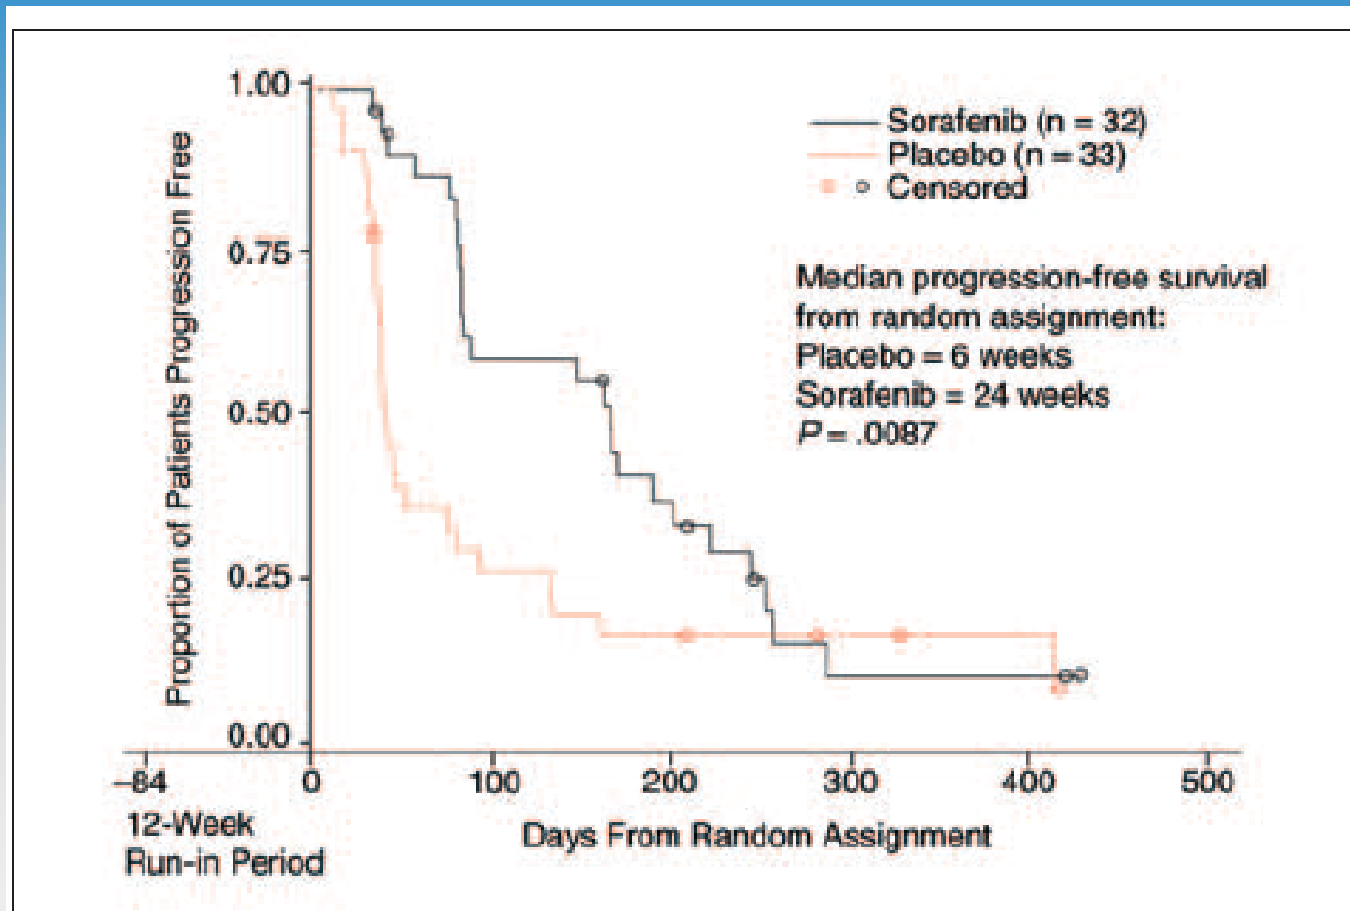 1.00
0.75
0.50
0.25
0.00
Proportion of Patients Progression Free
Sorafenib (n = 32)
Placebo (n = 33)
Censored
Median progression-free survival
from random assignment:
Placebo = 6 weeks
Sorafenib = 24 weeks
P = .0087
–84 0 100 200 300 400 500
12-Week
Run-in Period
Days From Random Assignment